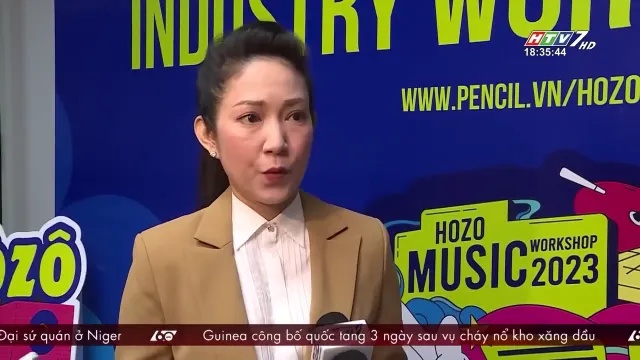 INDUSTRY WOR
HTV7 HD
18:35:44
WWW.PENCIL.VN/HOZO
HOZO
MUSIC
WORKSHOP
2023
OZÔ
Đại sứ quán ở Niger
60
Guinea công bố quốc tang 3 ngày sau vụ cháy nổ kho xăng dầu